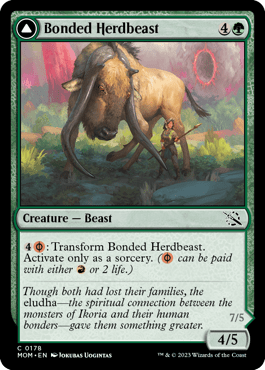 Bonded Herdbeast 4
Creature — Beast
4: Transform Bonded Herdbeast.
Activate only as a sorcery. ( can be
paid with either or 2 life.)
Though both had lost their families, the
eludha—the spiritual connection between the
monsters of Ikoria and their human
bonds—gave them something greater.
7/5
4/5
C 0178
MOM • EN JOKUBAS UOGINTAS
™ & © 2023 Wizards of the Coast